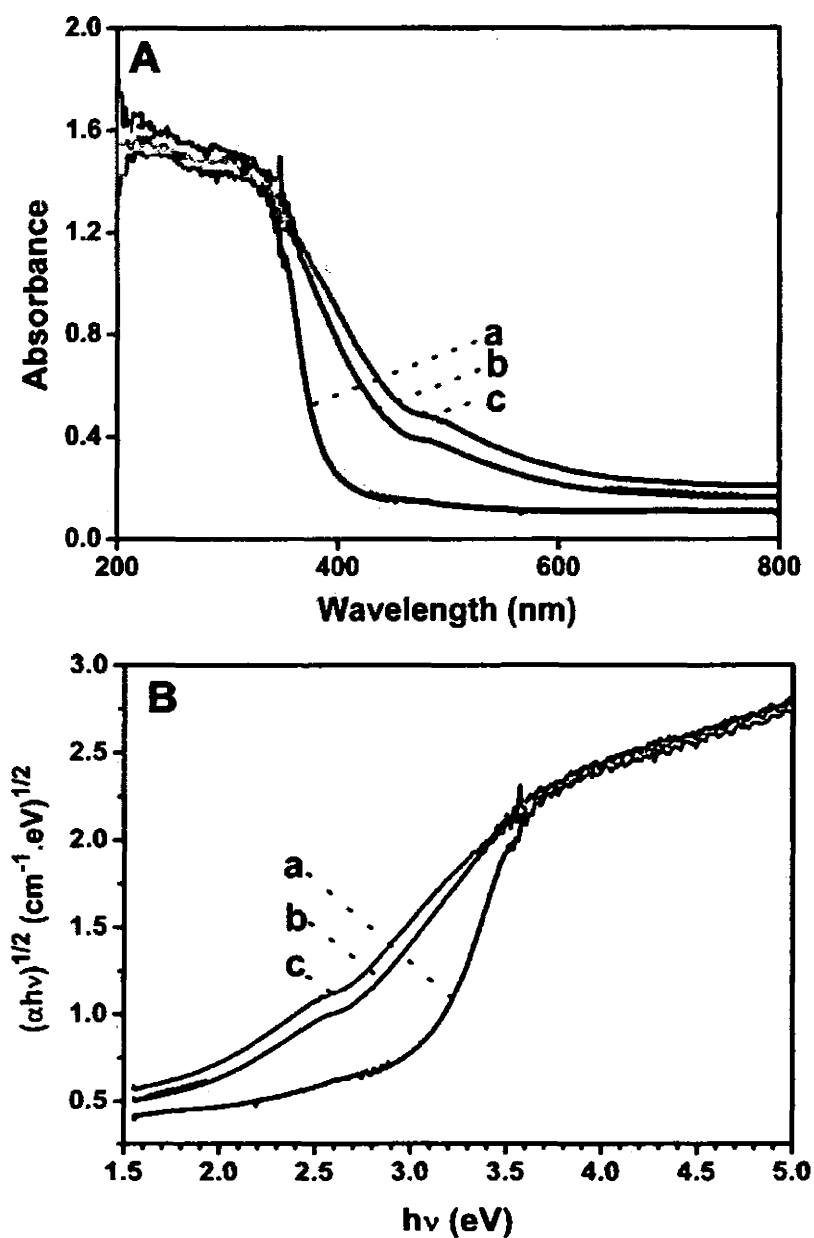 A
2.0
1.6
1.2
0.8
0.4
0.0
Absorbance
a
b
c
200 400 600 800
Wavelength (nm)
B
3.0
2.5
2.0
1.5
1.0
0.5
(αhν)1/2 (cm-1.eV)1/2
a
b
c
1.5 2.0 2.5 3.0 3.5 4.0 4.5 5.0
hν (eV)